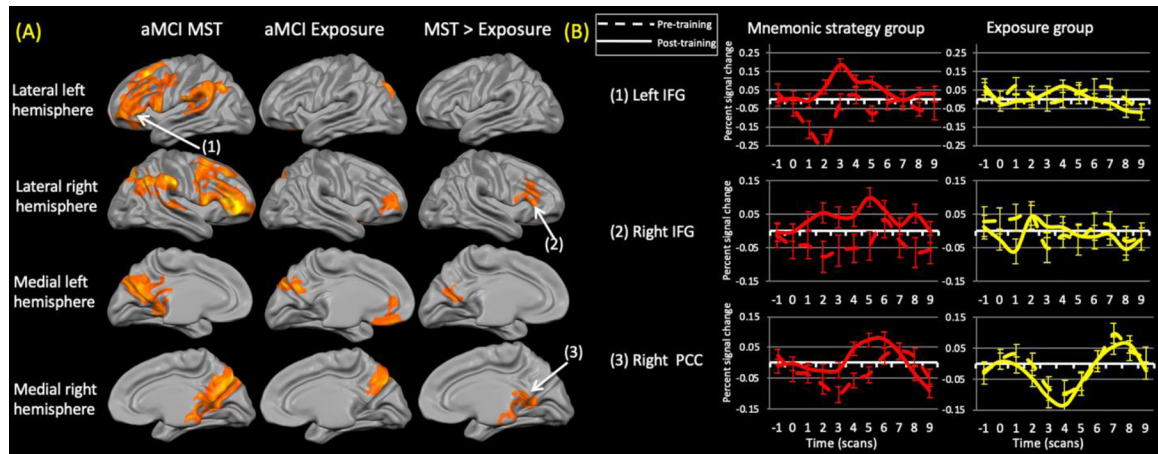 (A)
aMCI MST
aMCI Exposure
MST > Exposure
Lateral left
hemisphere
(1)
Lateral right
hemisphere
(2)
Medial left
hemisphere
(3)
Medial right
hemisphere
(B)
Pre-training
Post-training
Mnemonic strategy group
Exposure group
(1) Left IFG
Percent signal change
0.25
0.15
0.05
-0.05
-0.15
-0.25
-1 0 1 2 3 4 5 6 7 8 9
0.25
0.15
0.05
-0.05
-0.15
-0.25
-1 0 1 2 3 4 5 6 7 8 9
(2) Right IFG
Percent signal change
0.15
0.05
-0.05
-0.15
-1 0 1 2 3 4 5 6 7 8 9
0.15
0.05
-0.05
-0.15
-1 0 1 2 3 4 5 6 7 8 9
(3) Right PCC
Percent signal change
0.15
0.05
-0.05
-0.15
-1 0 1 2 3 4 5 6 7 8 9
Time (scans)
0.15
0.05
-0.05
-0.15
-1 0 1 2 3 4 5 6 7 8 9
Time (scans)